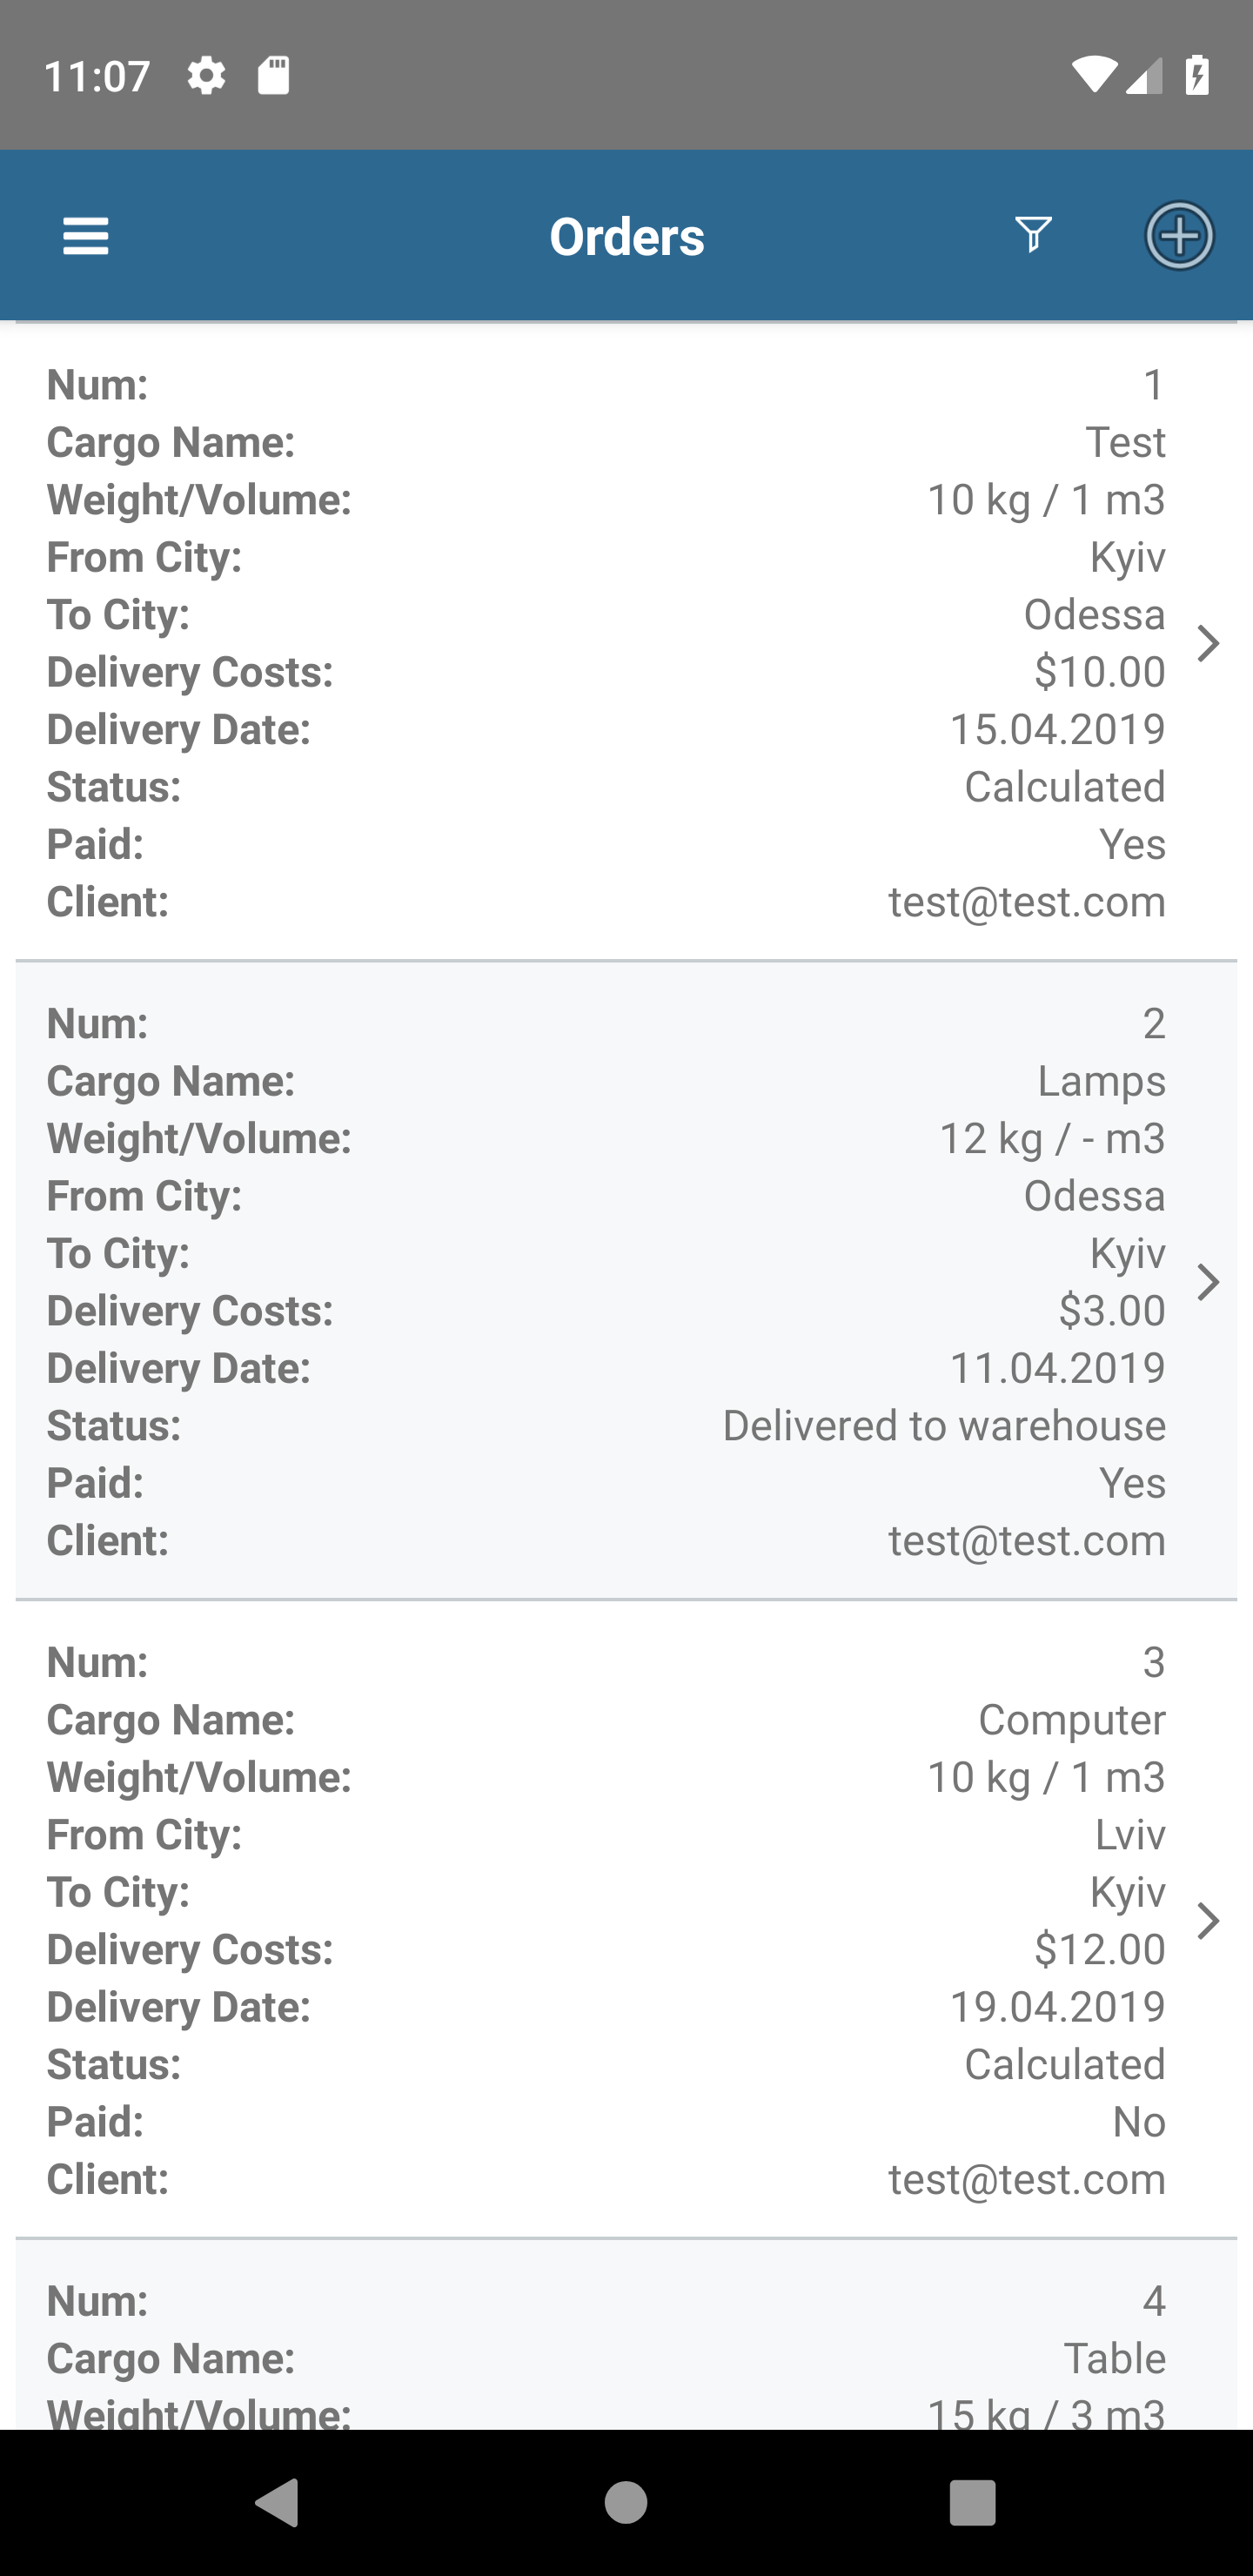 11:07
Orders
Num: 1
Cargo Name: Test
Weight/Volume: 10 kg / 1 m3
From City: Kyiv
To City: Odessa
Delivery Costs: $10.00
Delivery Date: 15.04.2019
Status: Calculated
Paid: Yes
Client: test@test.com
Num: 2
Cargo Name: Lamps
Weight/Volume: 12 kg / - m3
From City: Odessa
To City: Kyiv
Delivery Costs: $3.00
Delivery Date: 11.04.2019
Status: Delivered to warehouse
Paid: Yes
Client: test@test.com
Num: 3
Cargo Name: Computer
Weight/Volume: 10 kg / 1 m3
From City: Lviv
To City: Kyiv
Delivery Costs: $12.00
Delivery Date: 19.04.2019
Status: Calculated
Paid: No
Client: test@test.com
Num: 4
Cargo Name: Table
Weight/Volume: 15 kg / 3 m3